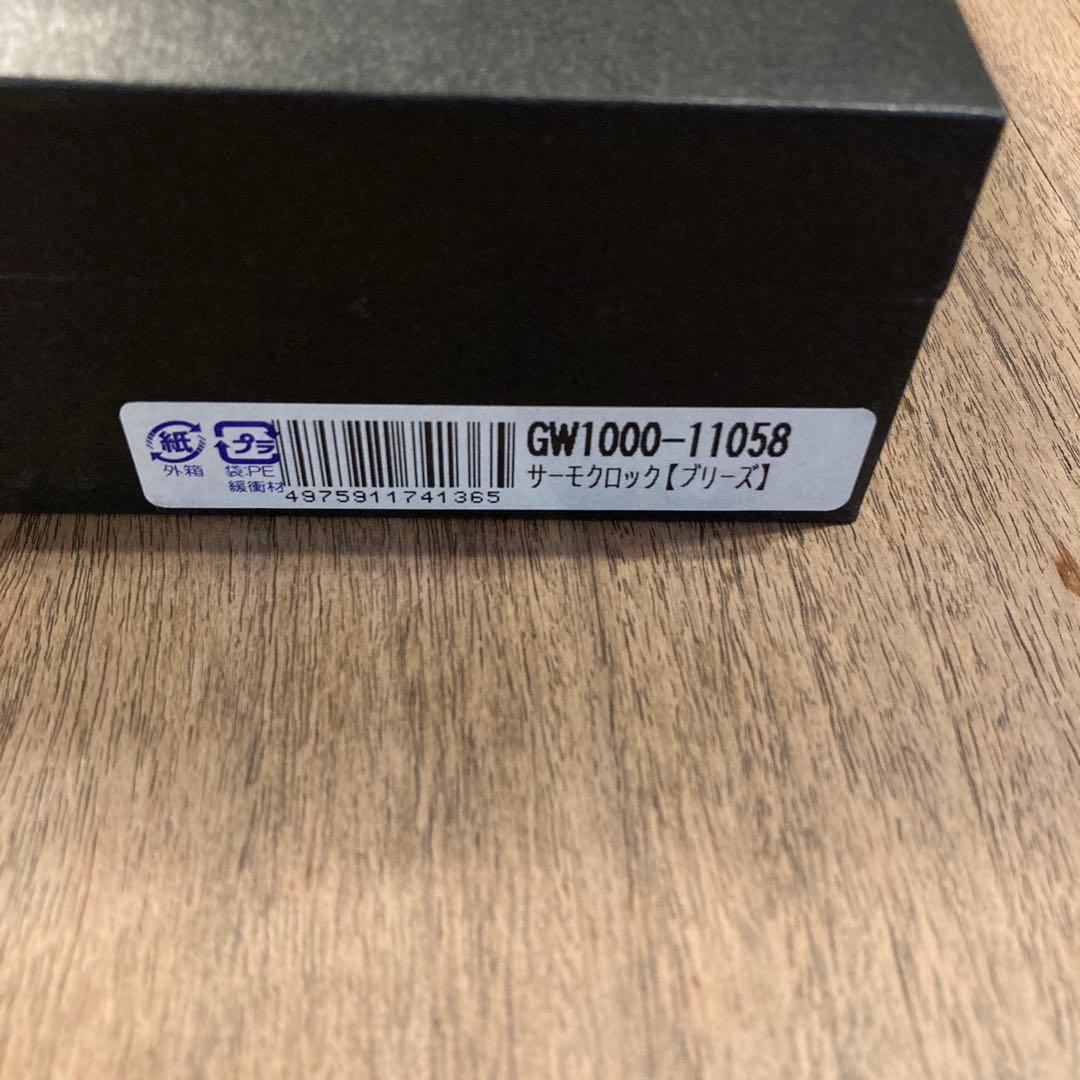 紙
外箱
プラ
袋:PE
緩衝材
4975911741365
GW1000-11058
サーモクロック【ブリーズ】